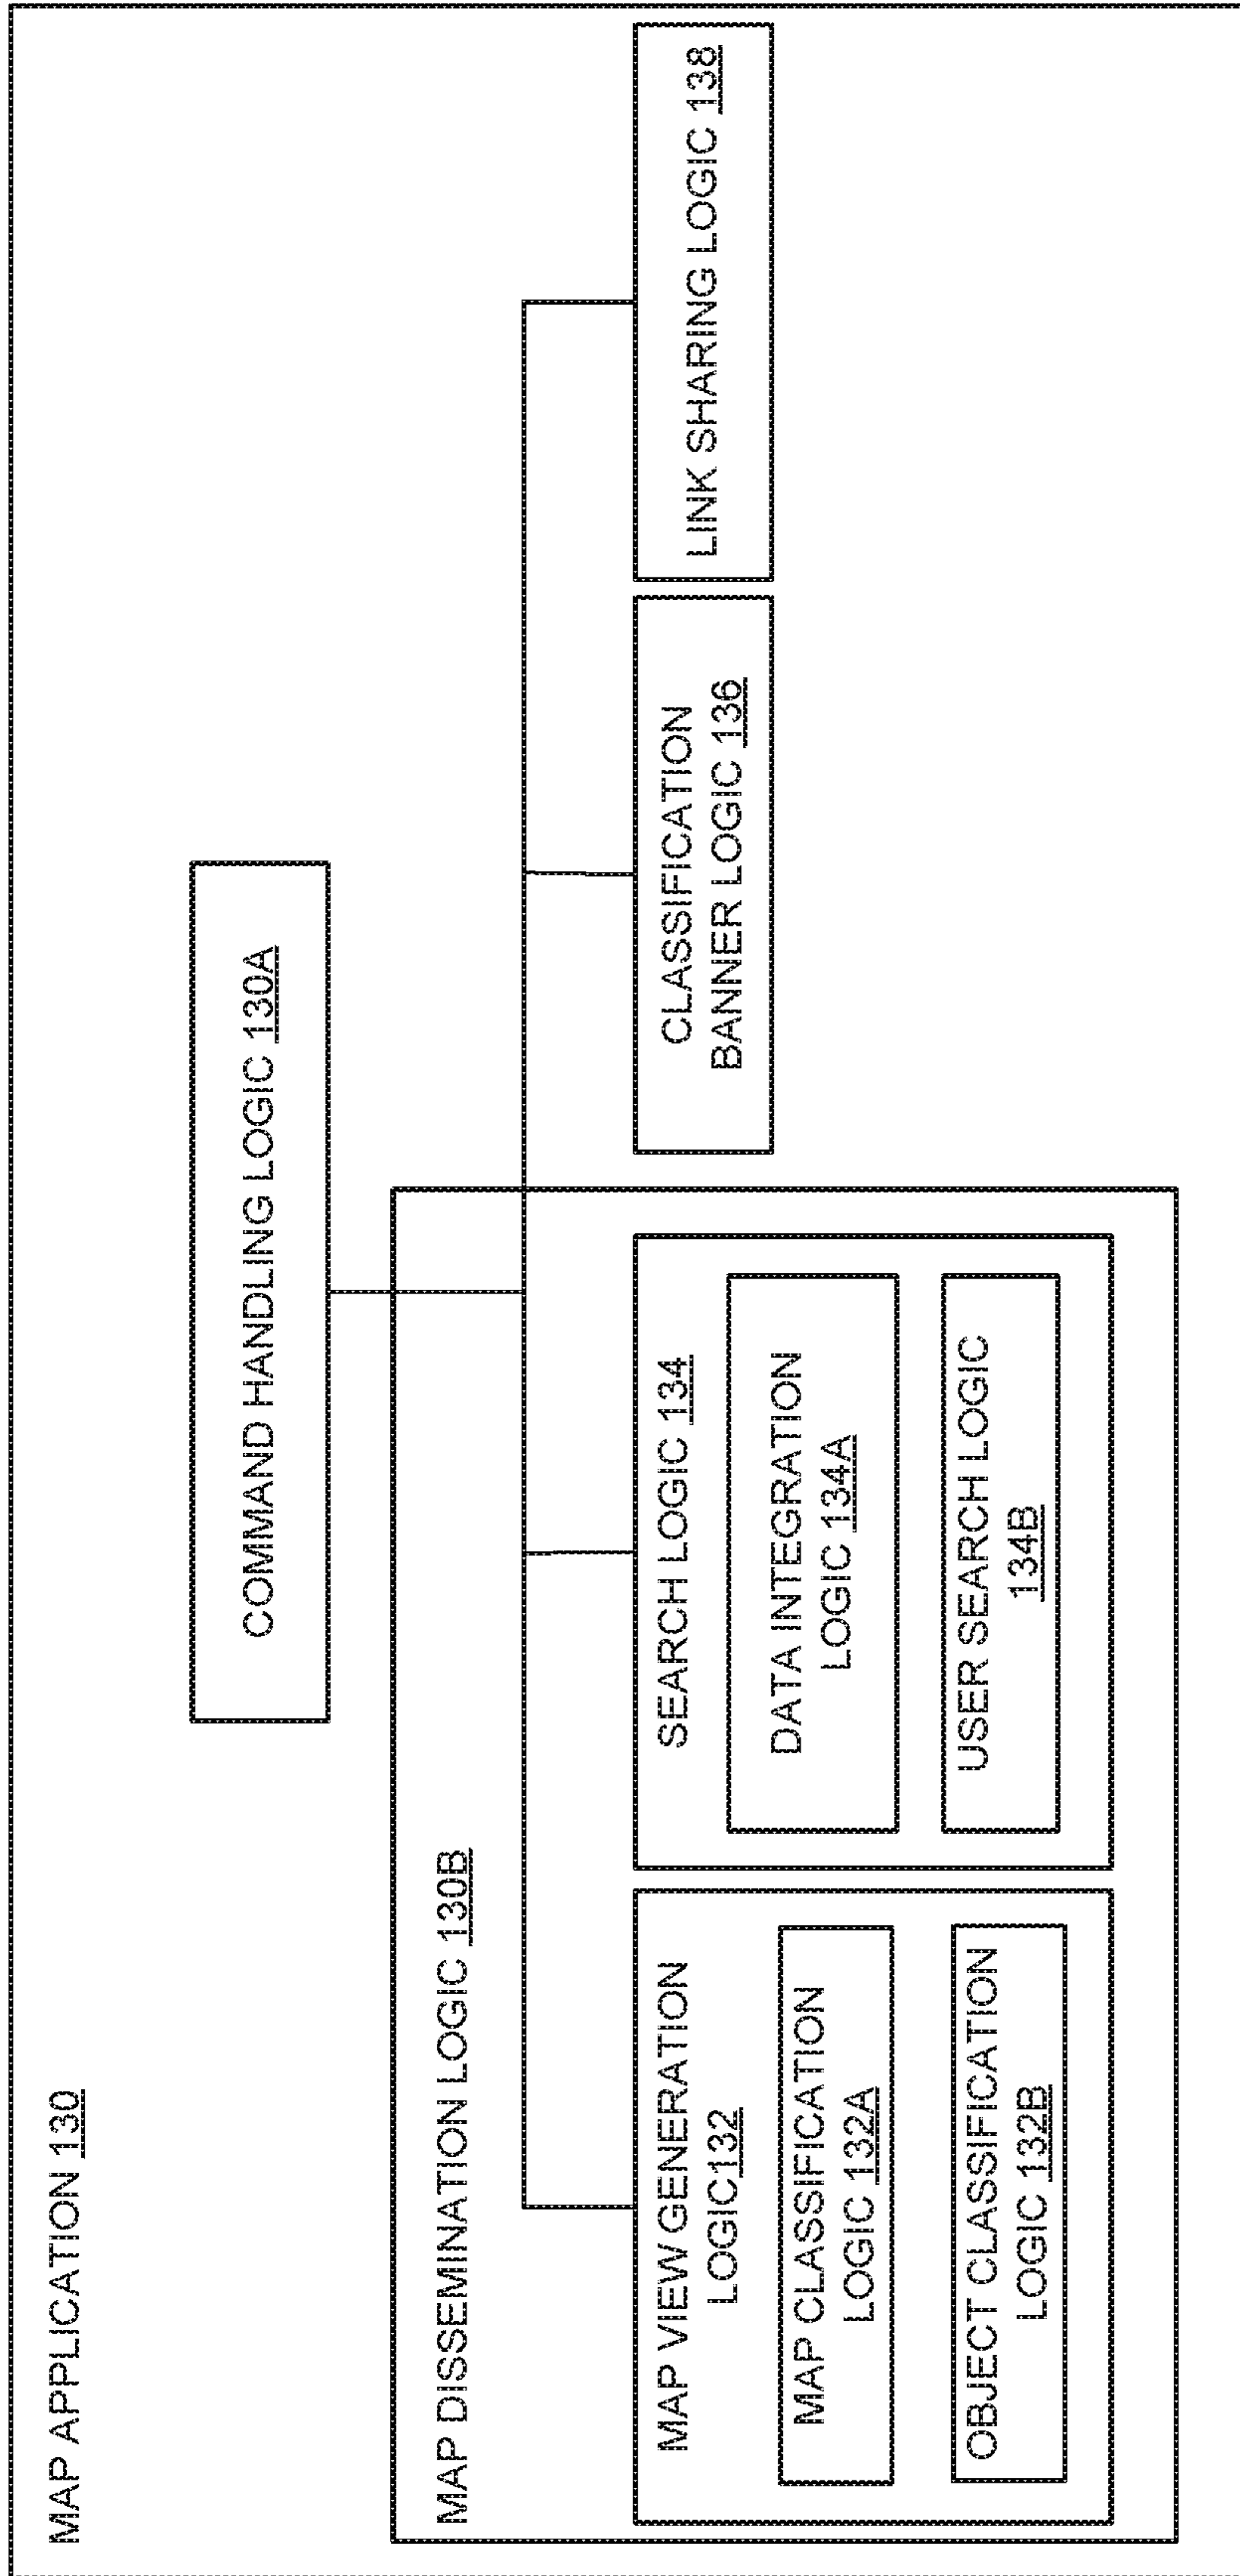 MAP APPLICATION 130
COMMAND HANDLING LOGIC 130A
MAP DISSEMINATION LOGIC 130B
MAP VIEW GENERATION
LOGIC132
MAP CLASSIFICATION
LOGIC 132A
OBJECT CLASSIFICATION
LOGIC 132B
SEARCH LOGIC 134
DATA INTEGRATION
LOGIC 134A
USER SEARCH LOGIC
134B
CLASSIFICATION
BANNER LOGIC 136
LINK SHARING LOGIC 138